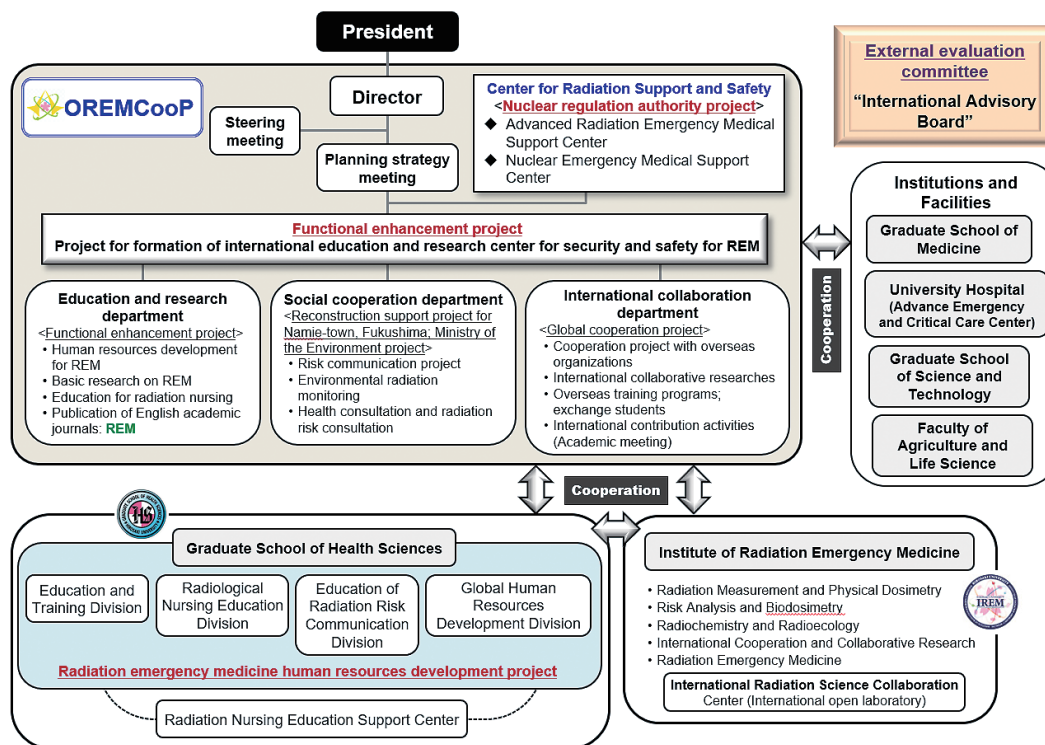 President
OREMCooP
Director
Steering
meeting
Planning strategy
meeting
Center for Radiation Support and Safety
<Nuclear regulation authority project>
◆ Advanced Radiation Emergency Medical
Support Center
◆ Nuclear Emergency Medical Support
Center
External evaluation
committee
“International Advisory
Board”
Functional enhancement project
Project for formation of international education and research center for security and safety for REM
Education and research
department
<Functional enhancement project>
• Human resources development
for REM
• Basic research on REM
• Education for radiation nursing
• Publication of English academic
journals: REM
Social cooperation department
<Reconstruction support project for
Namie-town, Fukushima; Ministry of
the Environment project>
• Risk communication project
• Environmental radiation
monitoring
• Health consultation and radiation
risk consultation
International collaboration
department
<Global cooperation project>
• Cooperation project with overseas
organizations
• International collaborative researches
• Overseas training programs;
exchange students
• International contribution activities
(Academic meeting)
Cooperation
Institutions and
Facilities
Graduate School of
Medicine
University Hospital
(Advance Emergency
and Critical Care Center)
Graduate School
of Science and
Technology
Faculty of
Agriculture and
Life Science
Cooperation
HS
Graduate School of Health Sciences
Education and
Training Division
Radiological
Nursing Education
Division
Education of
Radiation Risk
Communication
Division
Global Human
Resources
Development Division
Radiation emergency medicine human resources development project
Radiation Nursing Education Support Center
Institute of Radiation Emergency Medicine
• Radiation Measurement and Physical Dosimetry
• Risk Analysis and Biodosimetry
• Radiochemistry and Radioecology
• International Cooperation and Collaborative Research
• Radiation Emergency Medicine
IREM
International Radiation Science Collaboration
Center (International open laboratory)